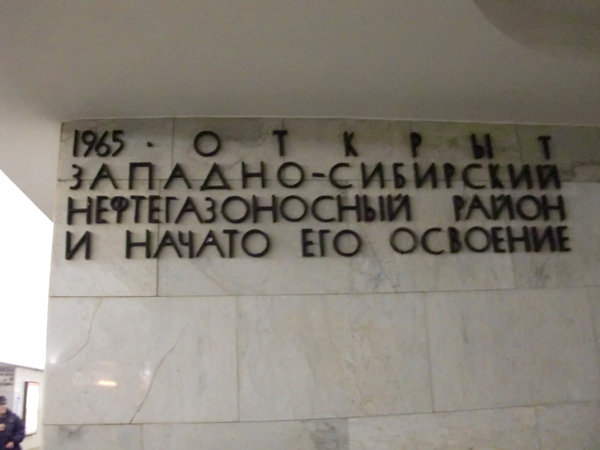 1965 · ОТКРЫТ
ЗАПАДНО-СИБИРСКИЙ
НЕФТЕГАЗОНОСНЫЙ РАЙОН
И НАЧАТО ЕГО ОСВОЕНИЕ